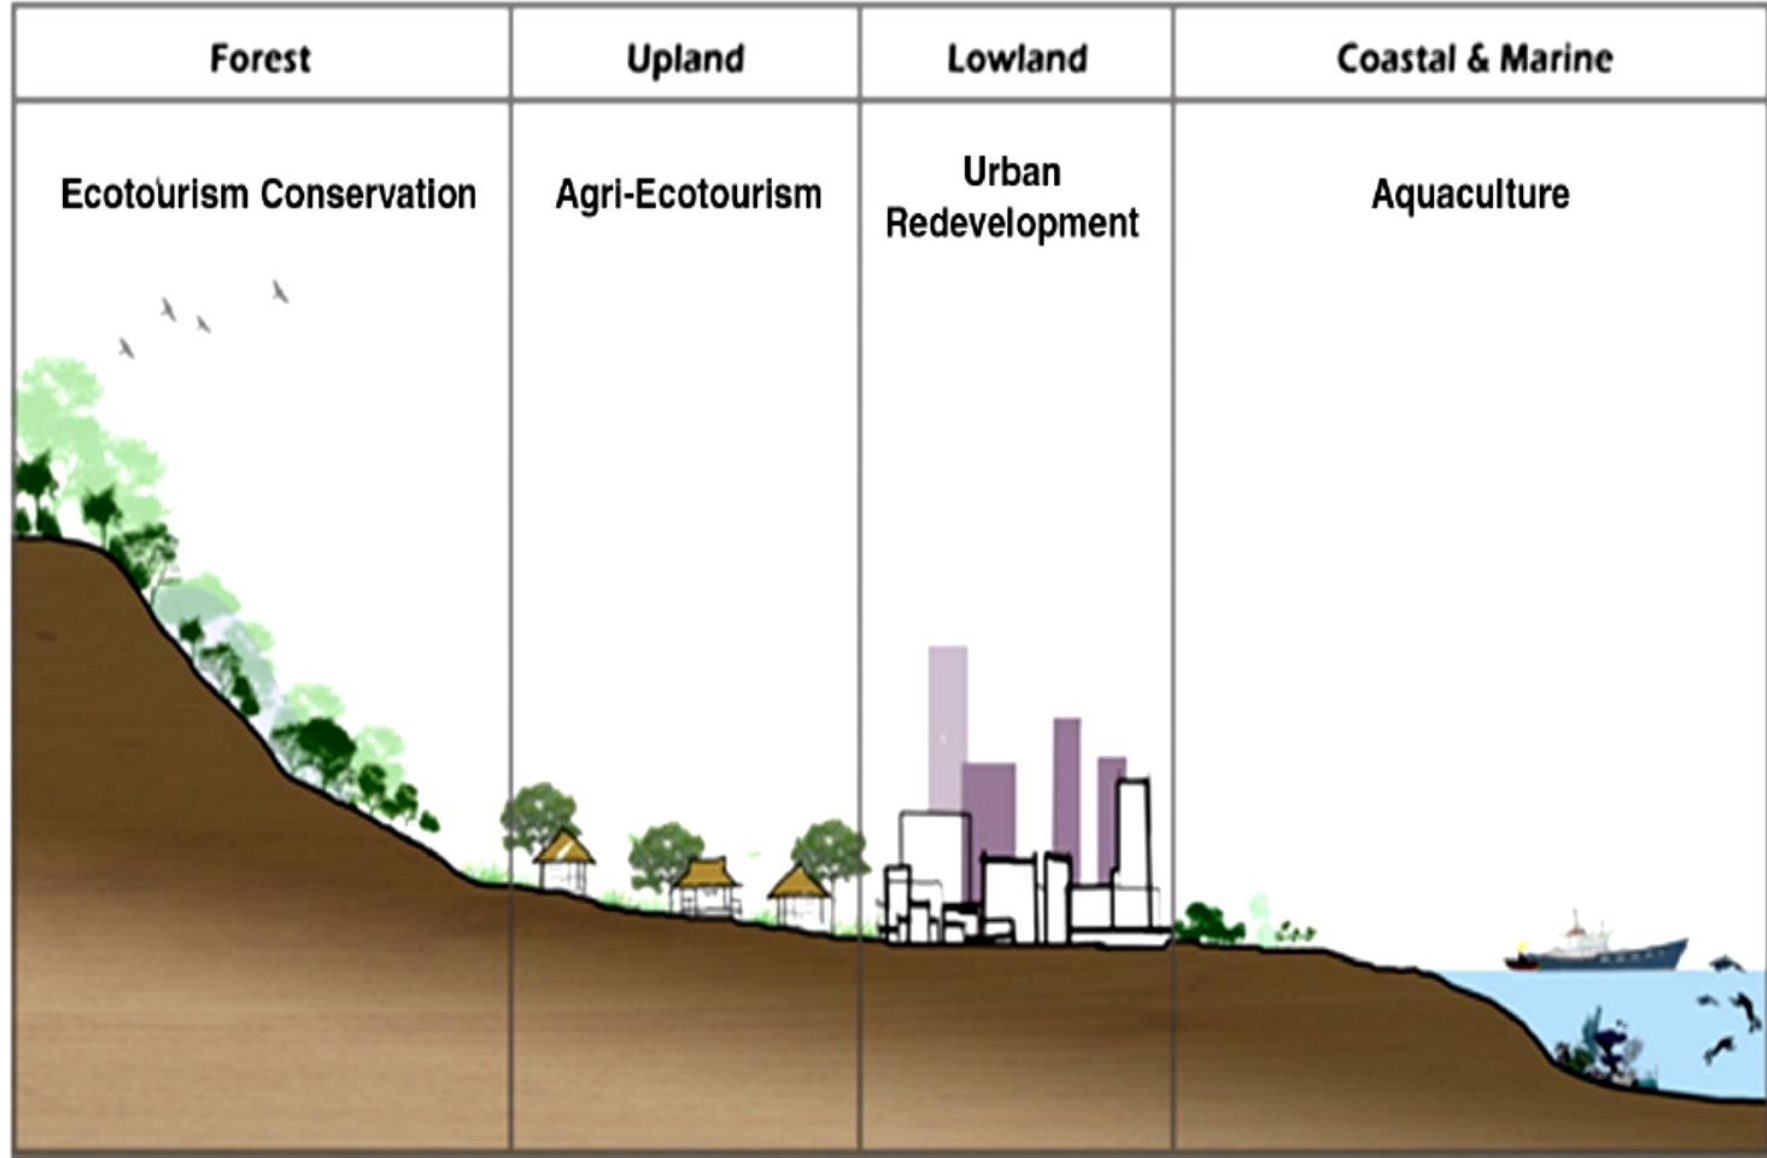 Forest
Upland
Lowland
Coastal & Marine
Ecotourism Conservation
Agri-Ecotourism
Urban
Redevelopment
Aquaculture